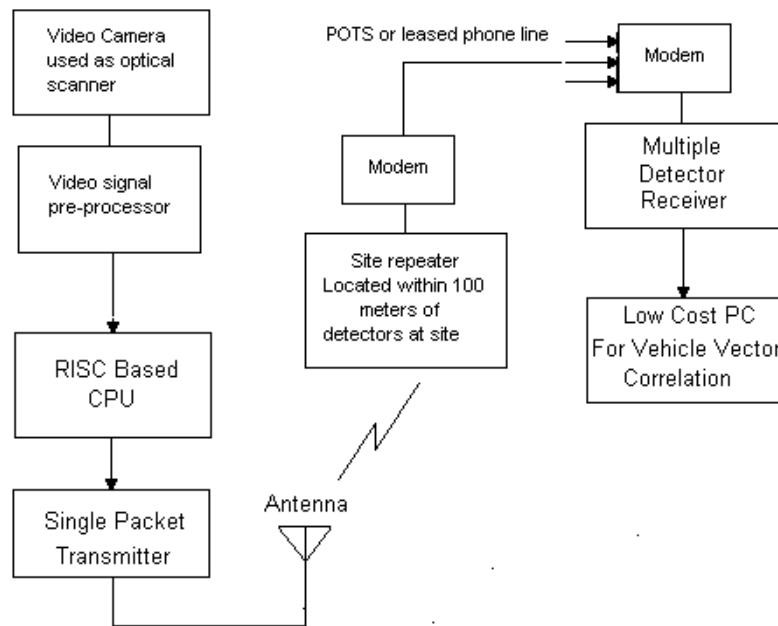 Video Camera
used as optical
scanner
Video signal
pre-processor
RISC Based
CPU
Single Packet
Transmitter
Antenna
Site repeater
Located within 100
meters of
detectors at site
Modem
POTS or leased phone line
Modem
Multiple
Detector
Receiver
Low Cost PC
For Vehicle Vector
Correlation